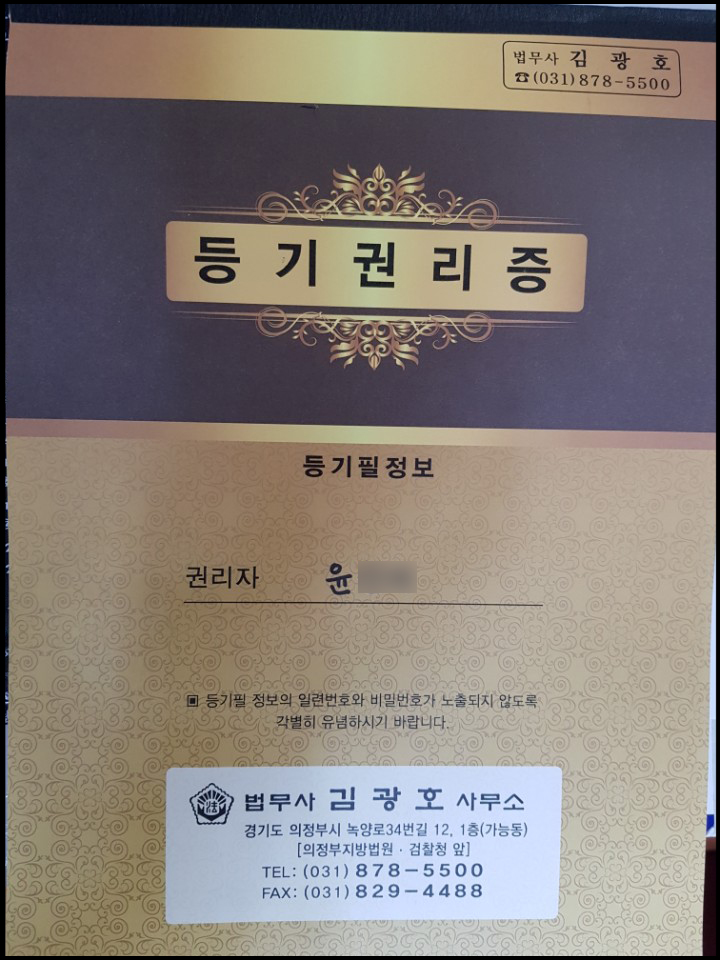 법무사 김 광 호
☎(031)878-5500
등기권리증
등기필정보
권리자 윤
▣ 등기필 정보의 일련번호와 비밀번호가 노출되지 않도록
각별히 유념하시기 바랍니다.
법무사 김 광 호 사무소
경기도 의정부시 녹양로34번길 12, 1층(가능동)
[의정부지방법원 · 검찰청 앞]
TEL: (031) 878-5500
FAX: (031) 829-4488